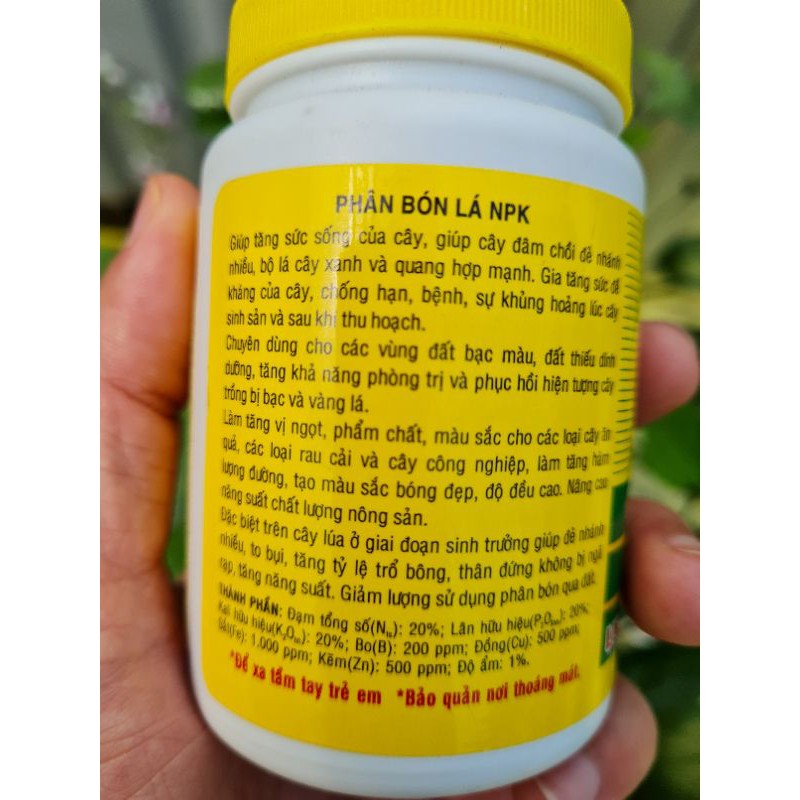 PHÂN BÓN LÁ NPK
Giúp tăng sức sống của cây, giúp cây đâm chồi đẻ nhánh
nhiều, bộ lá cây xanh và quang hợp mạnh. Gia tăng sức đề
kháng của cây, chống hạn, bệnh, sự khủng hoảng lúc cây
sinh sản và sau khi thu hoạch.
Chuyên dùng cho các vùng đất bạc màu, đất thiếu dinh
dưỡng, tăng khả năng phòng trị và phục hồi hiện tượng cây
trồng bị bạc và vàng lá.
Làm tăng vị ngọt, phẩm chất, màu sắc cho các loại cây ăn
quả, các loại rau cải và cây công nghiệp, làm tăng hàm
lượng đường, tạo màu sắc bóng đẹp, độ đều cao. Nâng cao
năng suất chất lượng nông sản.
Đặc biệt trên cây lúa ở giai đoạn sinh trưởng giúp đẻ nhánh
nhiều, to bụi, tăng tỷ lệ trổ bông, thân đứng không bị ngã
rạp, tăng năng suất. Giảm lượng sử dụng phân bón qua đất.
THÀNH PHẦN: Đạm tổng số(Nts): 20%; Lân hữu hiệu(P2O5hh): 20%;
Kali hữu hiệu(K2Ohh): 20%; Bo(B): 200 ppm; Đồng(Cu): 500 ppm;
Sắt(Fe): 1.000 ppm; Kẽm(Zn): 500 ppm; Độ ẩm: 1%.
*Để xa tầm tay trẻ em *Bảo quản nơi thoáng mát.